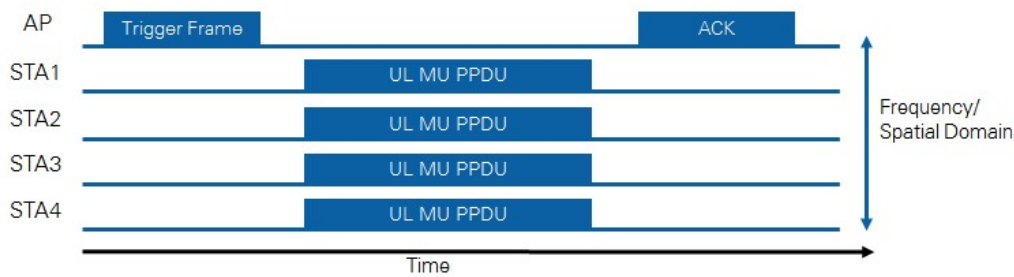 AP
Trigger Frame
ACK
STA1
UL MU PPDU
STA2
UL MU PPDU
STA3
UL MU PPDU
STA4
UL MU PPDU
Frequency/
Spatial Domain
Time